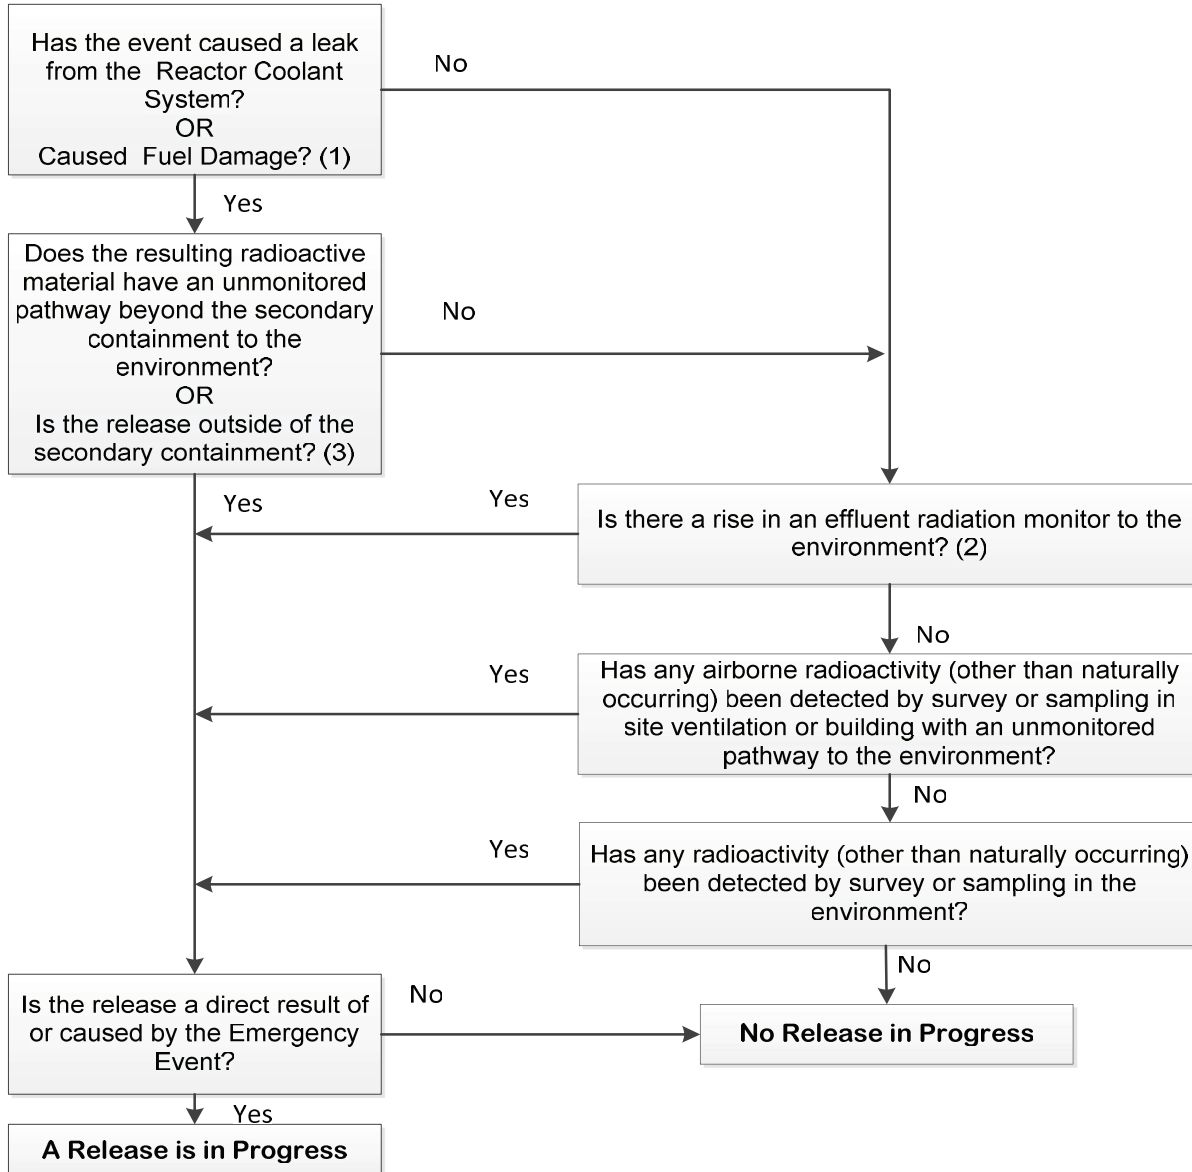 Has the event caused a leak
from the Reactor Coolant
System?
OR
Caused Fuel Damage? (1)
No
Yes
Does the resulting radioactive
material have an unmonitored
pathway beyond the secondary
containment to the
environment?
OR
Is the release outside of the
secondary containment? (3)
No
Yes
Yes
Is there a rise in an effluent radiation monitor to the
environment? (2)
No
Yes
Has any airborne radioactivity (other than naturally
occurring) been detected by survey or sampling in
site ventilation or building with an unmonitored
pathway to the environment?
No
Yes
Has any radioactivity (other than naturally occurring)
been detected by survey or sampling in the
environment?
No
Is the release a direct result of
or caused by the Emergency
Event?
No
No Release in Progress
Yes
A Release is in Progress